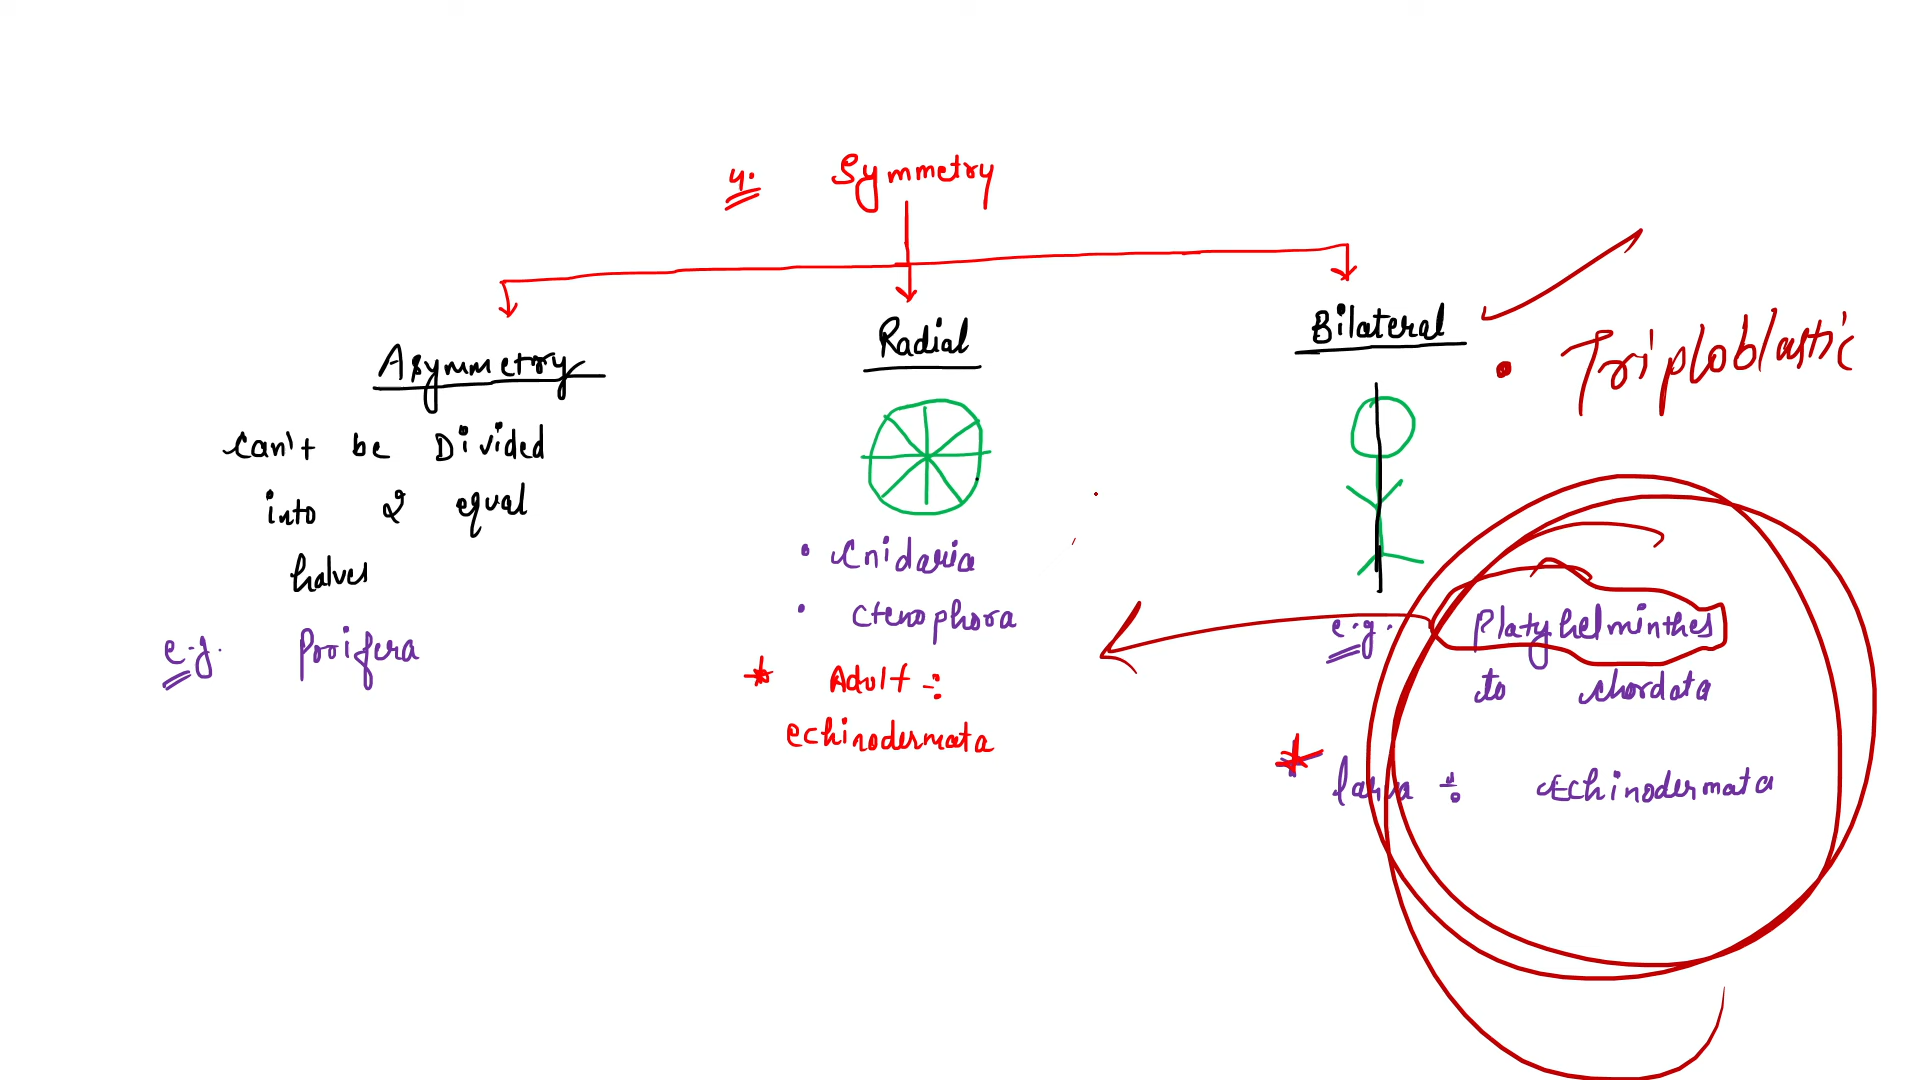 4. Symmetry
Asymmetry
can't be Divided
into 2 equal
halves
e.g. Porifera
Radial
• Cnidaria
• Ctenophora
* Adult -:
echinodermata
Bilateral
• Triploblastic
e.g. Platyhelminthes
to chordata
* larva ÷ Echinodermata